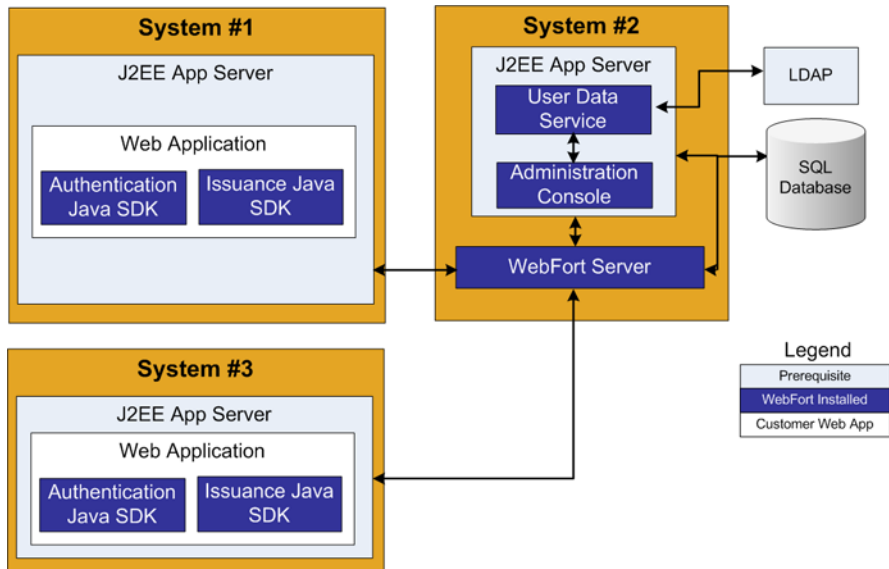 System #1
J2EE App Server
Web Application
Authentication
Java SDK
Issuance Java
SDK
System #2
J2EE App Server
User Data
Service
Administration
Console
WebFort Server
LDAP
SQL
Database
System #3
J2EE App Server
Web Application
Authentication
Java SDK
Issuance Java
SDK
Legend
Prerequisite
WebFort Installed
Customer Web App